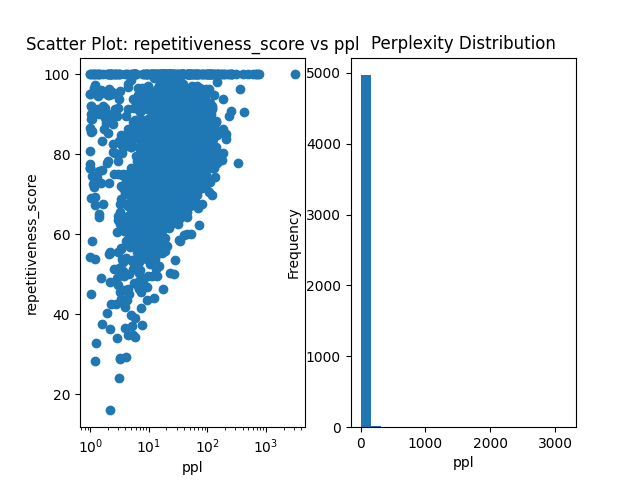 Scatter Plot: repetitiveness_score vs ppl
repetitiveness_score
100
80
60
40
20
10⁰ 10¹ 10² 10³
ppl
Perplexity Distribution
Frequency
5000
4000
3000
2000
1000
0
0 1000 2000 3000
ppl